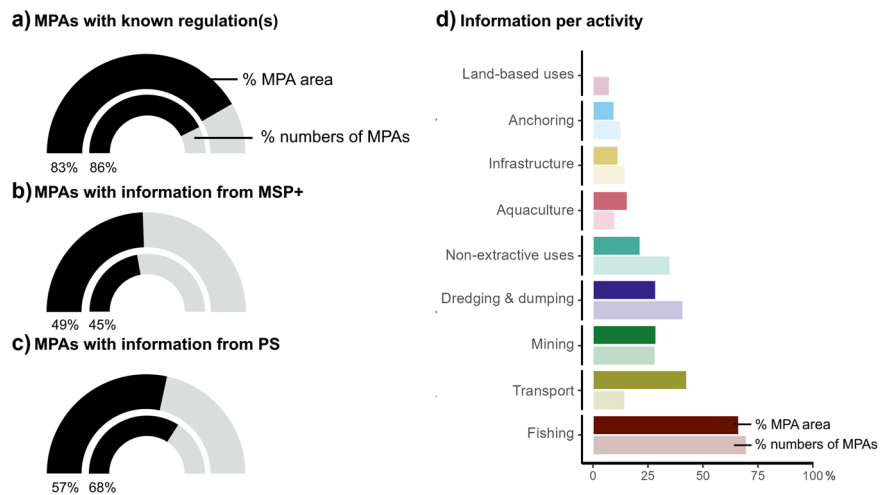 a) MPAs with known regulation(s)
% MPA area
% numbers of MPAs
83% 86%
b) MPAs with information from MSP+
49% 45%
c) MPAs with information from PS
57% 68%
d) Information per activity
Land-based uses
Anchoring
Infrastructure
Aquaculture
Non-extractive uses
Dredging & dumping
Mining
Transport
Fishing
% MPA area
% numbers of MPAs
0 25 50 75 100 %